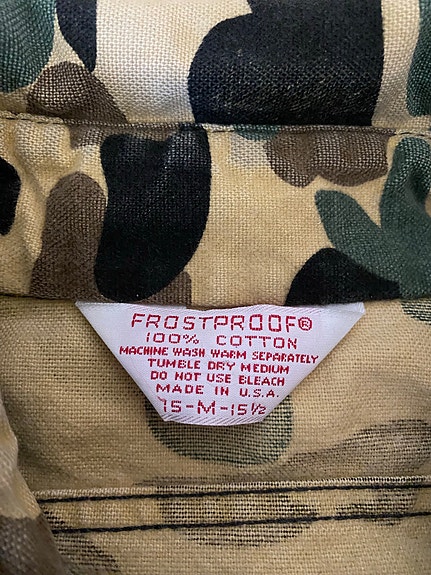 FROSTPROOF®
100% COTTON
MACHINE WASH WARM SEPARATELY
TUMBLE DRY MEDIUM
DO NOT USE BLEACH
MADE IN U.S.A.
15-M-15½